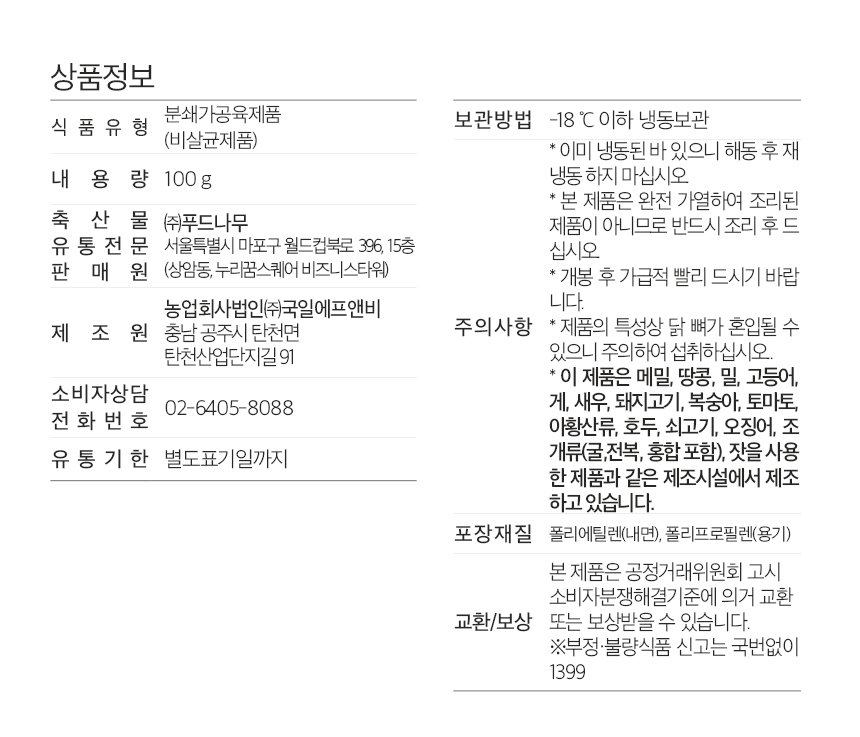 상품정보
식품유형 분쇄가공육제품
(비살균제품)
내용량 100 g
축산물
유통전문
판매원
㈜푸드나무
서울특별시 마포구 월드컵북로 396, 15층
(상암동, 누리꿈스퀘어 비즈니스타워)
제조원
농업회사법인㈜국일에프앤비
충남 공주시 탄천면
탄천산업단지길 91
소비자상담
전화번호
02-6405-8088
유통기한 별도표기일까지
보관방법 -18 ℃ 이하 냉동보관
주의사항
* 이미 냉동된 바 있으니 해동 후 재
냉동 하지 마십시오.
* 본 제품은 완전 가열하여 조리된
제품이 아니므로 반드시 조리 후 드
십시오.
* 개봉 후 가급적 빨리 드시기 바랍
니다.
* 제품의 특성상 닭 뼈가 혼입될 수
있으니 주의하여 섭취하십시오..
* 이 제품은 메밀, 땅콩, 밀, 고등어,
게, 새우, 돼지고기, 복숭아, 토마토,
아황산류, 호두, 쇠고기, 오징어, 조
개류(굴,전복, 홍합 포함), 잣을 사용
한 제품과 같은 제조시설에서 제조
하고 있습니다.
포장재질 폴리에틸렌(내면), 폴리프로필렌(용기)
교환/보상
본 제품은 공정거래위원회 고시
소비자분쟁해결기준에 의거 교환
또는 보상받을 수 있습니다.
※부정·불량식품 신고는 국번없이
1399